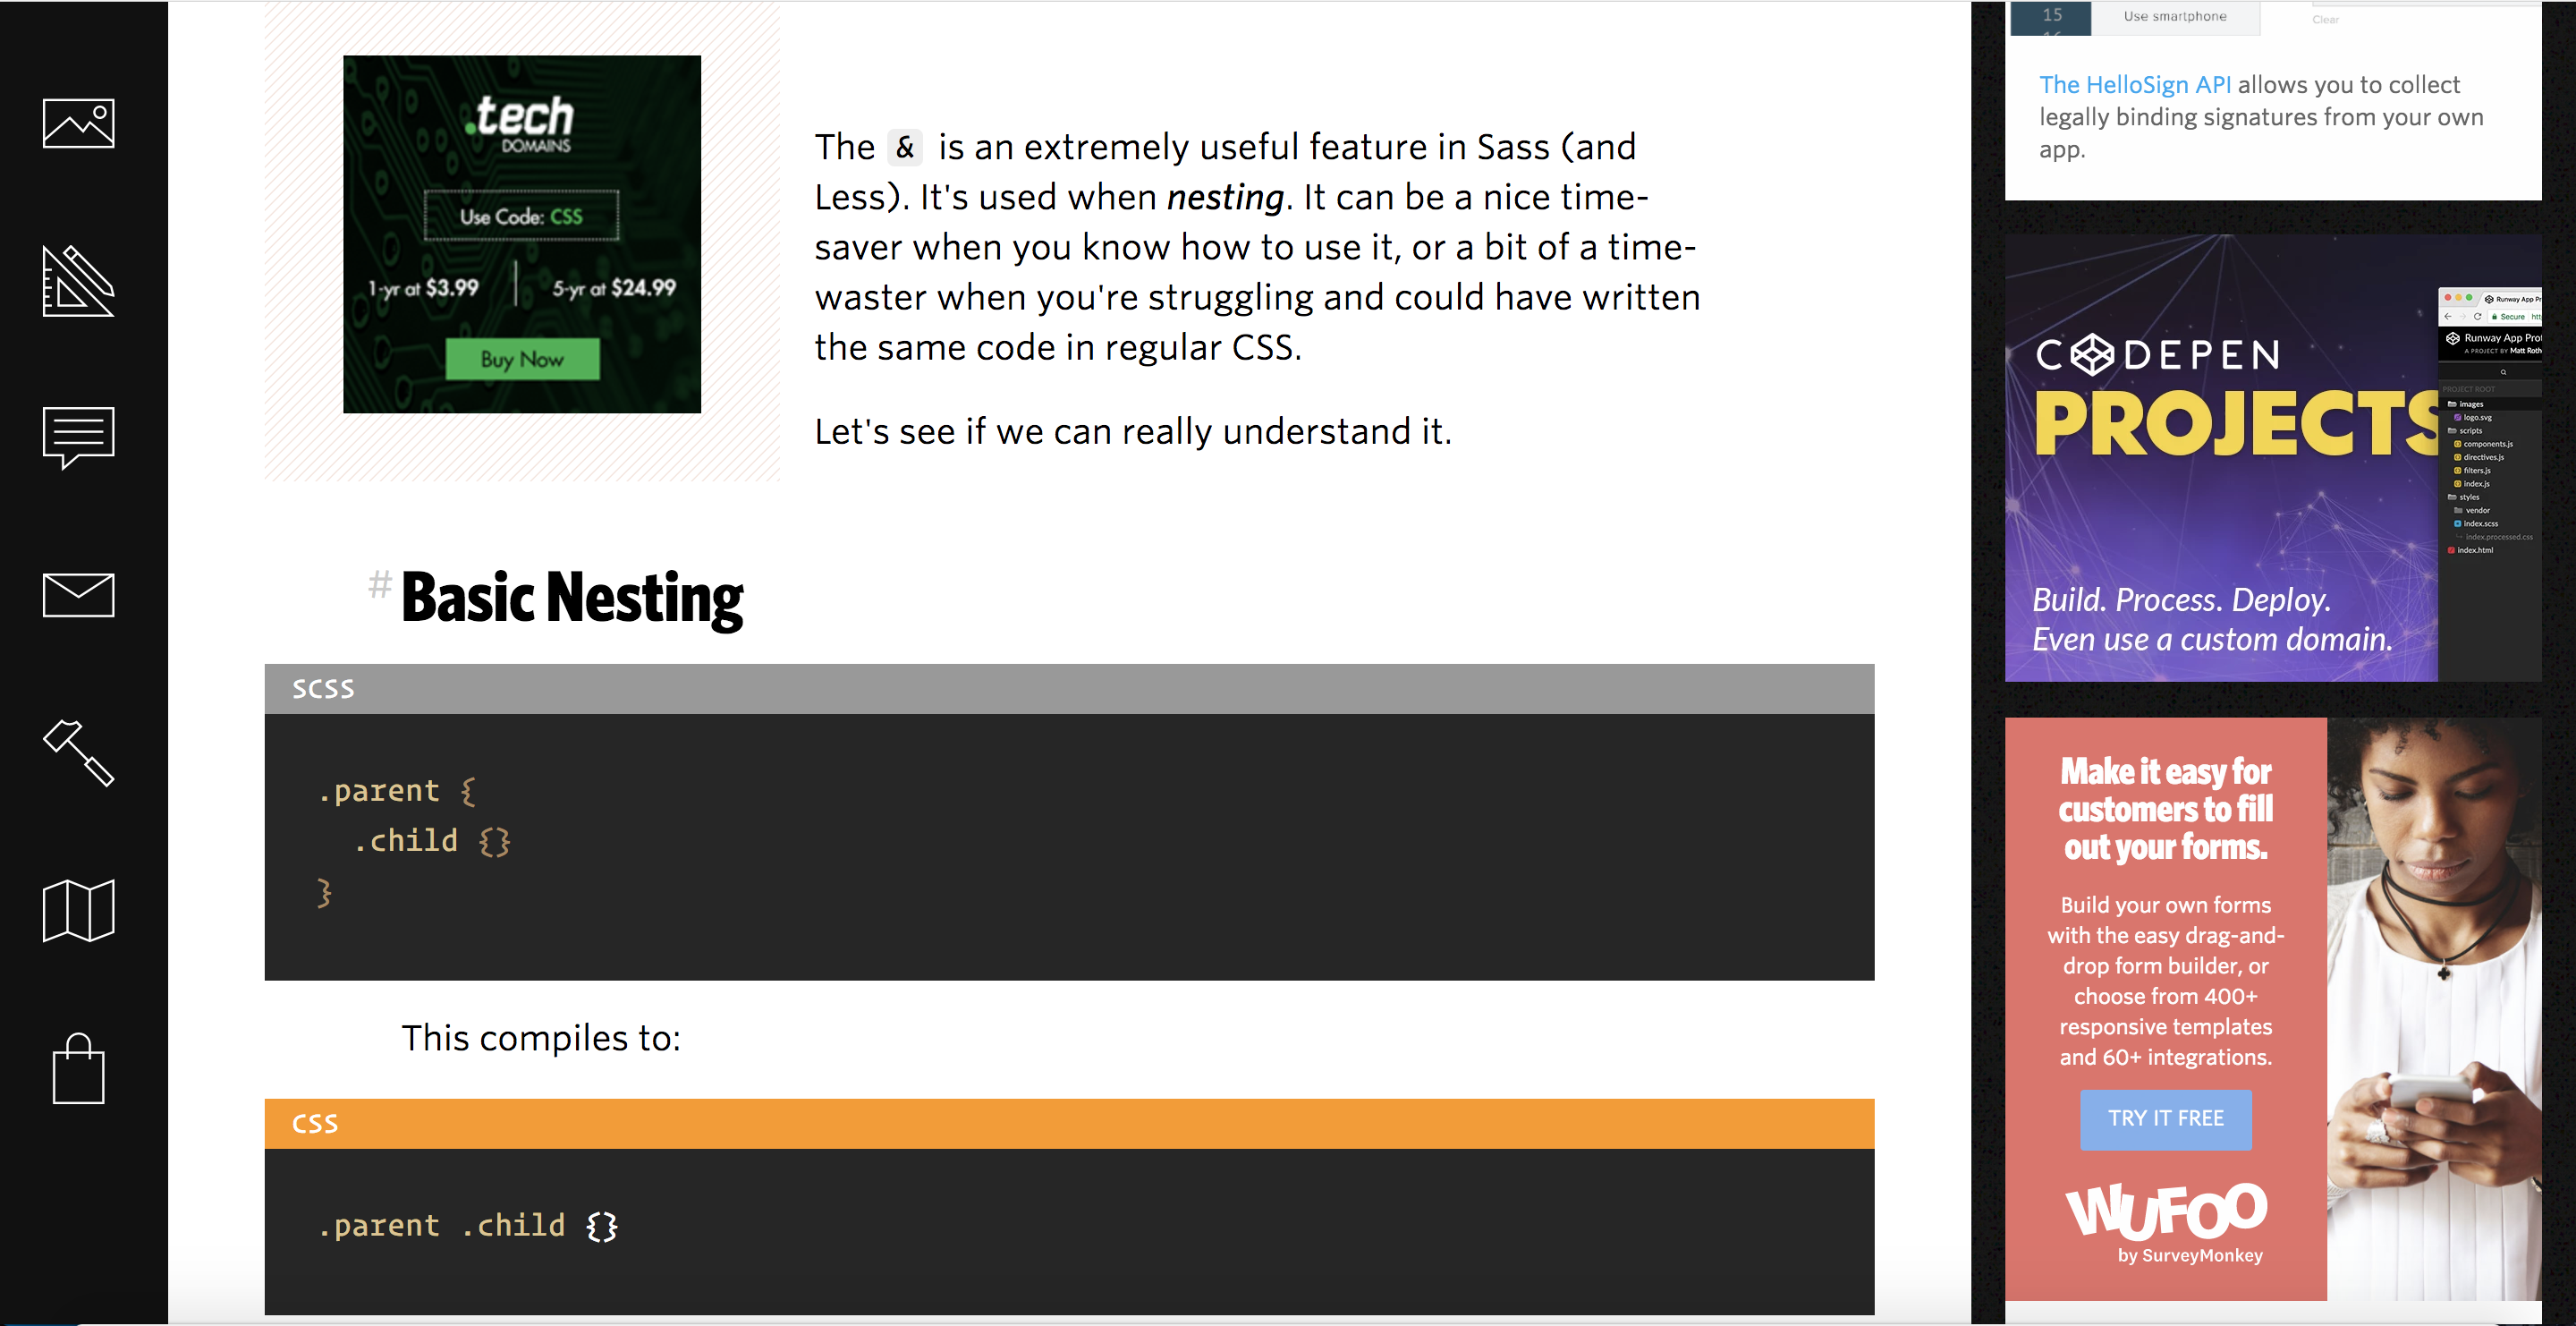 .tech
DOMAINS
Use Code: CSS
1-yr at $3.99
5-yr at $24.99
Buy Now
The & is an extremely useful feature in Sass (and
Less). It's used when nesting. It can be a nice time-
saver when you know how to use it, or a bit of a time-
waster when you're struggling and could have written
the same code in regular CSS.
Let's see if we can really understand it.
# Basic Nesting
SCSS
.parent {
.child {}
}
This compiles to:
CSS
.parent .child {}
15
Use smartphone
Clear
The HelloSign API allows you to collect
legally binding signatures from your own
app.
CODEPEN
PROJECTS
Build. Process. Deploy.
Even use a custom domain.
Runway App Pr
Secure
Runway App Prot
A PROJECT BY Matt Roth
PROJECT ROOT
images
logo.svg
scripts
components.js
directives.js
filters.js
index.js
styles
vendor
index.scss
index.processed.css
index.html
Make it easy for
customers to fill
out your forms.
Build your own forms
with the easy drag-and-
drop form builder, or
choose from 400+
responsive templates
and 60+ integrations.
TRY IT FREE
WUFOO
by SurveyMonkey